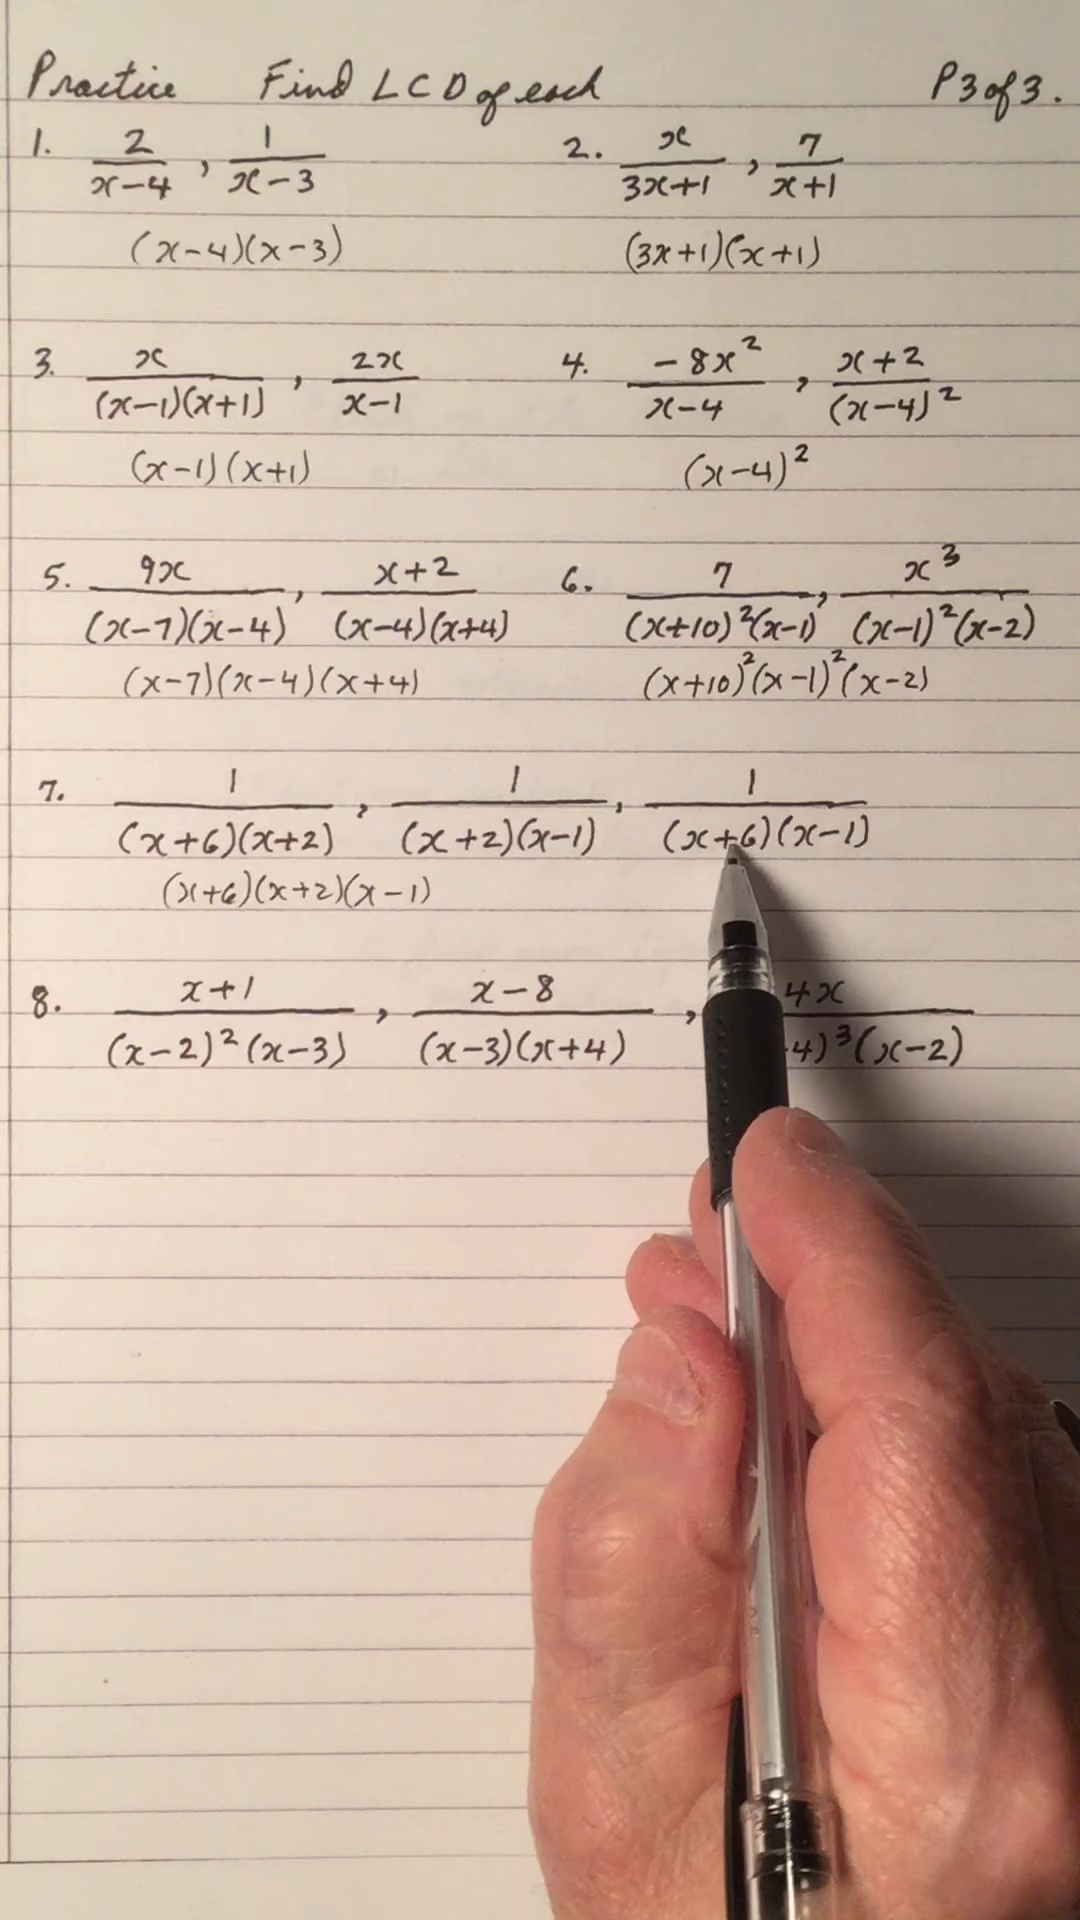 Practice Find LCD of each P3 of 3.
1. 2/(x-4) , 1/(x-3) 2. x/(3x+1) , 7/(x+1)
(x-4)(x-3) (3x+1)(x+1)
3. x/((x-1)(x+1)) , 2x/(x-1) 4. -8x²/(x-4) , (x+2)/(x-4)²
(x-1)(x+1) (x-4)²
5. 9x/((x-7)(x-4)) , (x+2)/((x-4)(x+4)) 6. 7/((x+10)²(x-1)) , x³/((x-1)²(x-2))
(x-7)(x-4)(x+4) (x+10)²(x-1)²(x-2)
7. 1/((x+6)(x+2)) , 1/((x+2)(x-1)) , 1/((x+6)(x-1))
(x+6)(x+2)(x-1)
8. (x+1)/((x-2)²(x-3)) , (x-8)/((x-3)(x+4)) , 4x/(4)³(x-2)